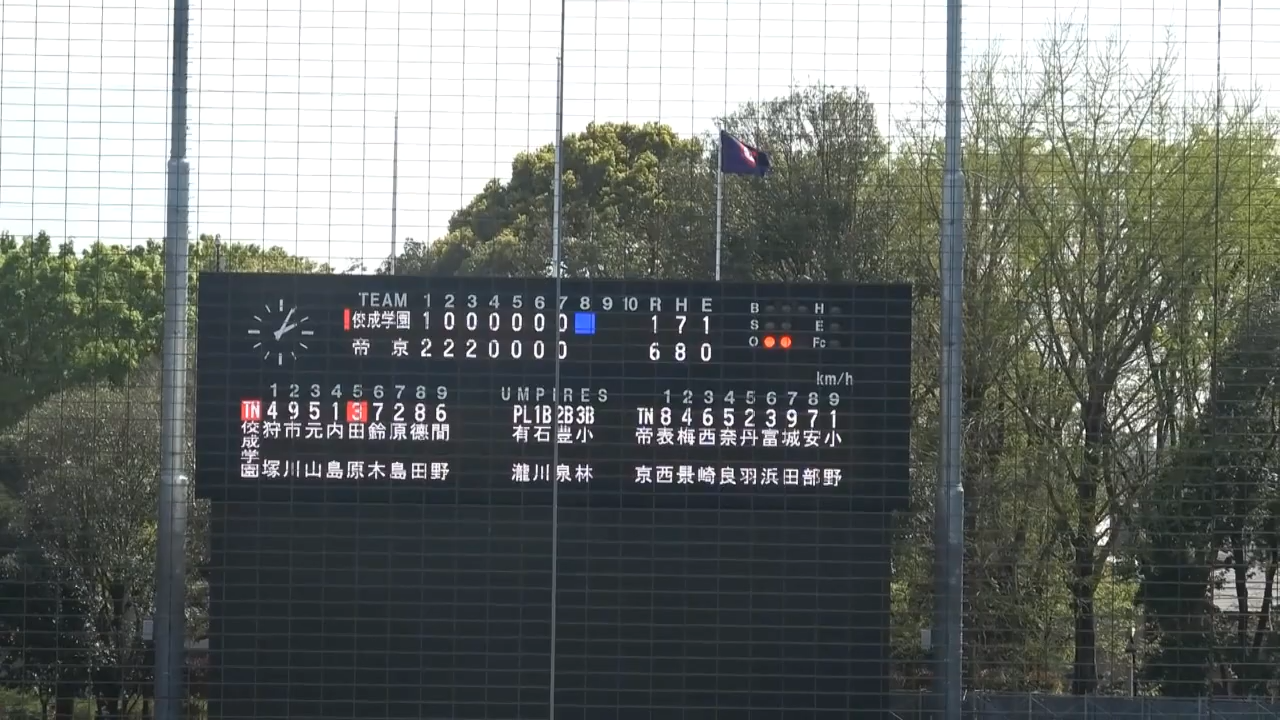 TEAM 1 2 3 4 5 6 7 8 9 10 R H E
佼成学園 1 0 0 0 0 0 0 1 7 1
帝京 2 2 2 0 0 0 0 6 8 0
B H
S E
O Fc
km/h
1 2 3 4 5 6 7 8 9
TN 4 9 5 1 3 7 2 8 6
佼成学園 狩塚 市川 元山 内島 田原 鈴木 原島 徳田 間野
UMPIRES
PL 1B 2B 3B
有瀧 石川 豊泉 小林
1 2 3 4 5 6 7 8 9
TN 8 4 6 5 2 3 9 7 1
帝京 表西 梅景 西崎 奈良 丹羽 富浜 城田 安部 小野